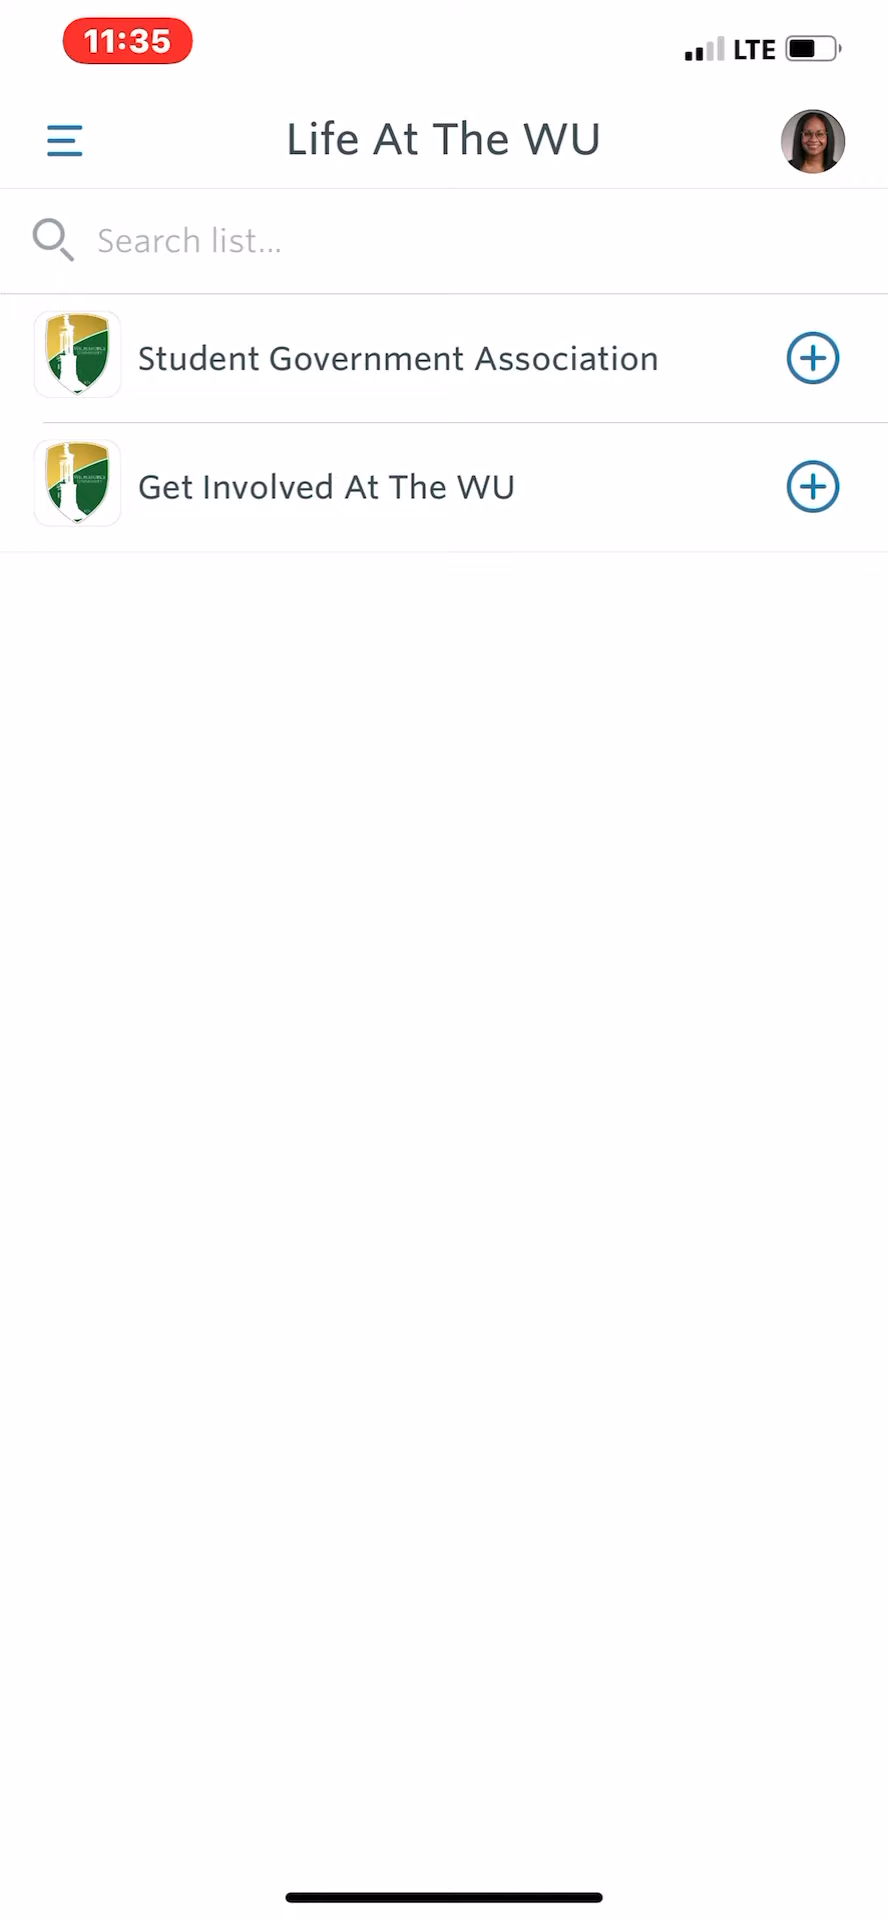 11:35
LTE
Life At The WU
Search list...
Student Government Association
Get Involved At The WU